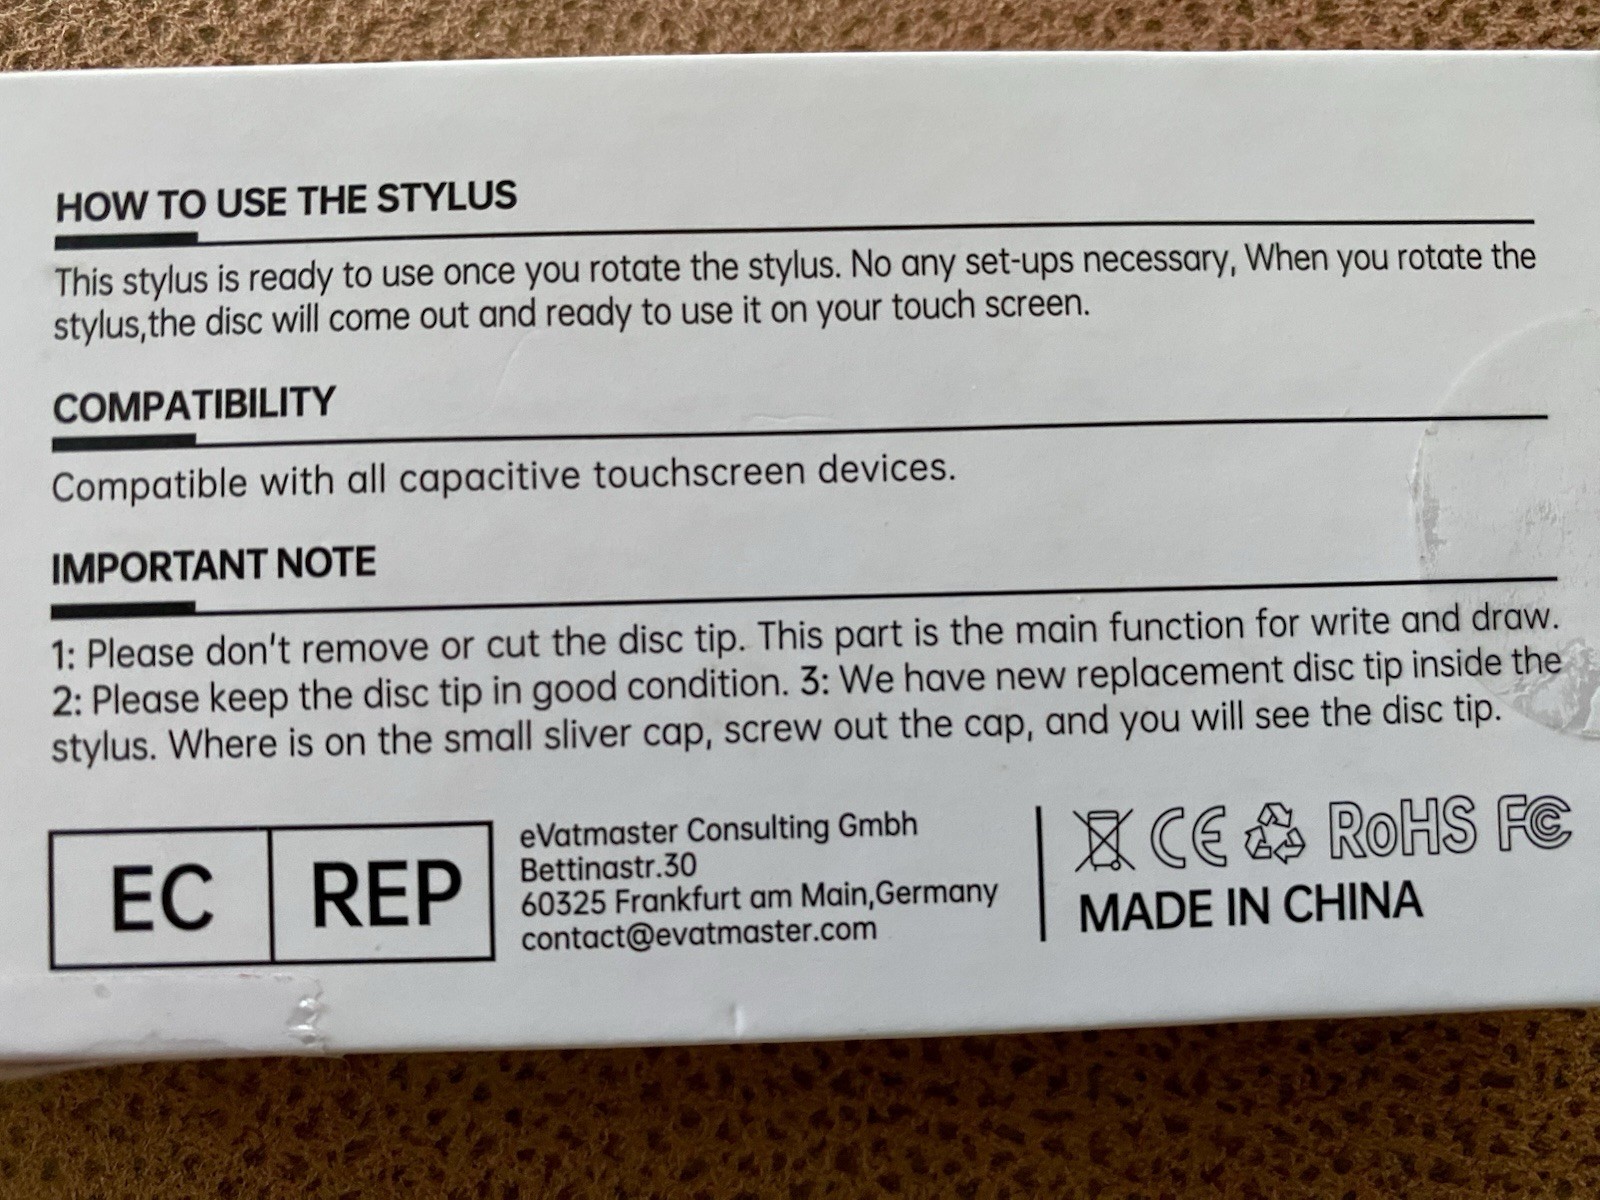 HOW TO USE THE STYLUS
This stylus is ready to use once you rotate the stylus. No any set-ups necessary, When you rotate the
stylus,the disc will come out and ready to use it on your touch screen.
COMPATIBILITY
Compatible with all capacitive touchscreen devices.
IMPORTANT NOTE
1: Please don't remove or cut the disc tip. This part is the main function for write and draw.
2: Please keep the disc tip in good condition. 3: We have new replacement disc tip inside the
stylus. Where is on the small sliver cap, screw out the cap, and you will see the disc tip.
EC REP
eVatmaster Consulting Gmbh
Bettinastr.30
60325 Frankfurt am Main,Germany
contact@evatmaster.com
CE RoHS FC
MADE IN CHINA